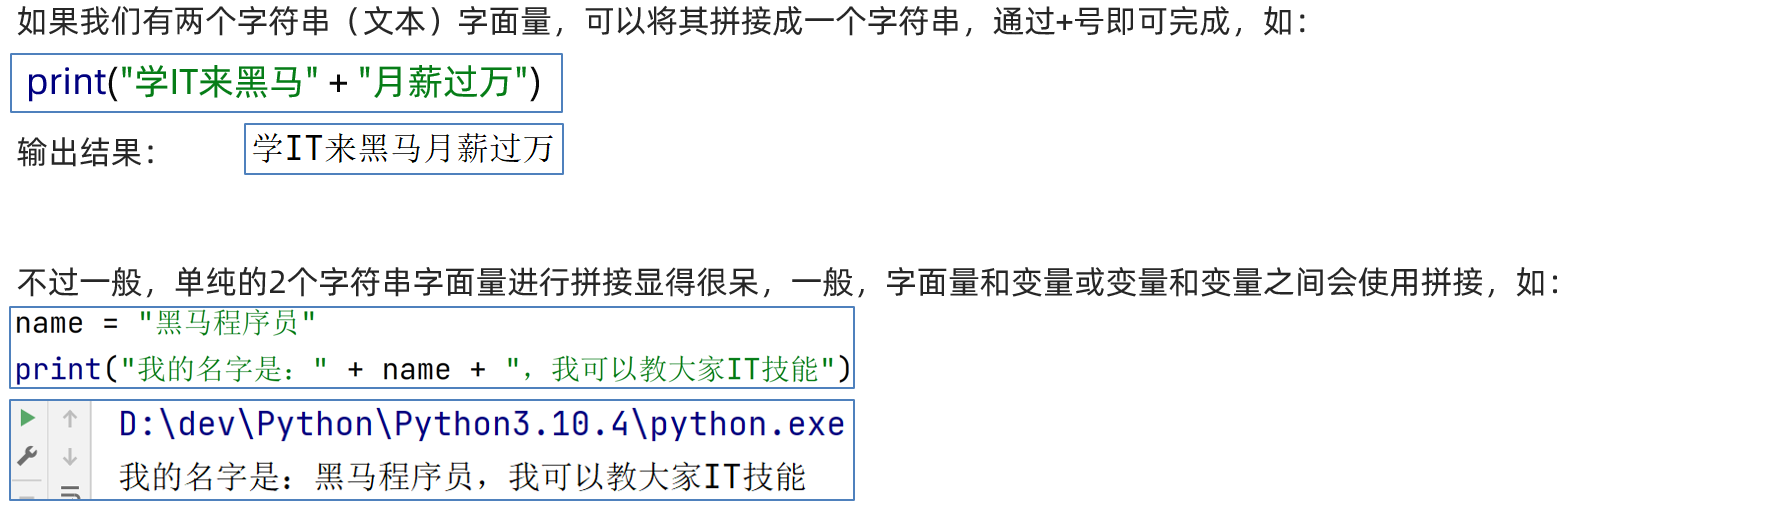 如果我们有两个字符串（文本）字面量，可以将其拼接成一个字符串，通过+号即可完成，如：
print("学IT来黑马" + "月薪过万")
输出结果：
学IT来黑马月薪过万
不过一般，单纯的2个字符串字面量进行拼接显得很呆，一般，字面量和变量或变量和变量之间会使用拼接，如：
name = "黑马程序员"
print("我的名字是：" + name + "，我可以教大家IT技能")
D:\dev\Python\Python3.10.4\python.exe
我的名字是：黑马程序员，我可以教大家IT技能